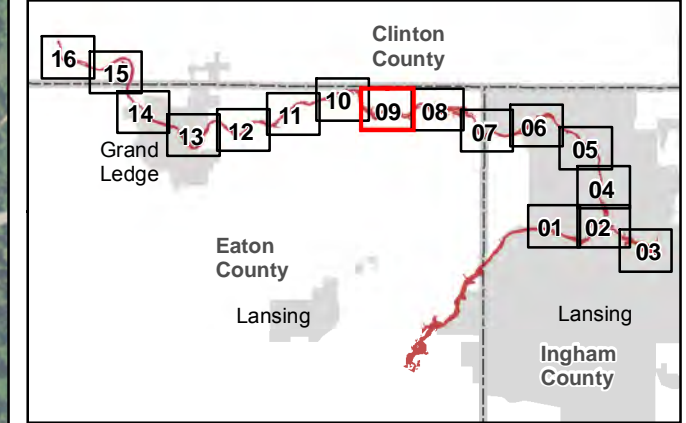 Clinton
County
16
15
14
13
12
11
10
09
08
07
06
05
04
03
02
01
Grand
Ledge
Eaton
County
Lansing
Lansing
Ingham
County